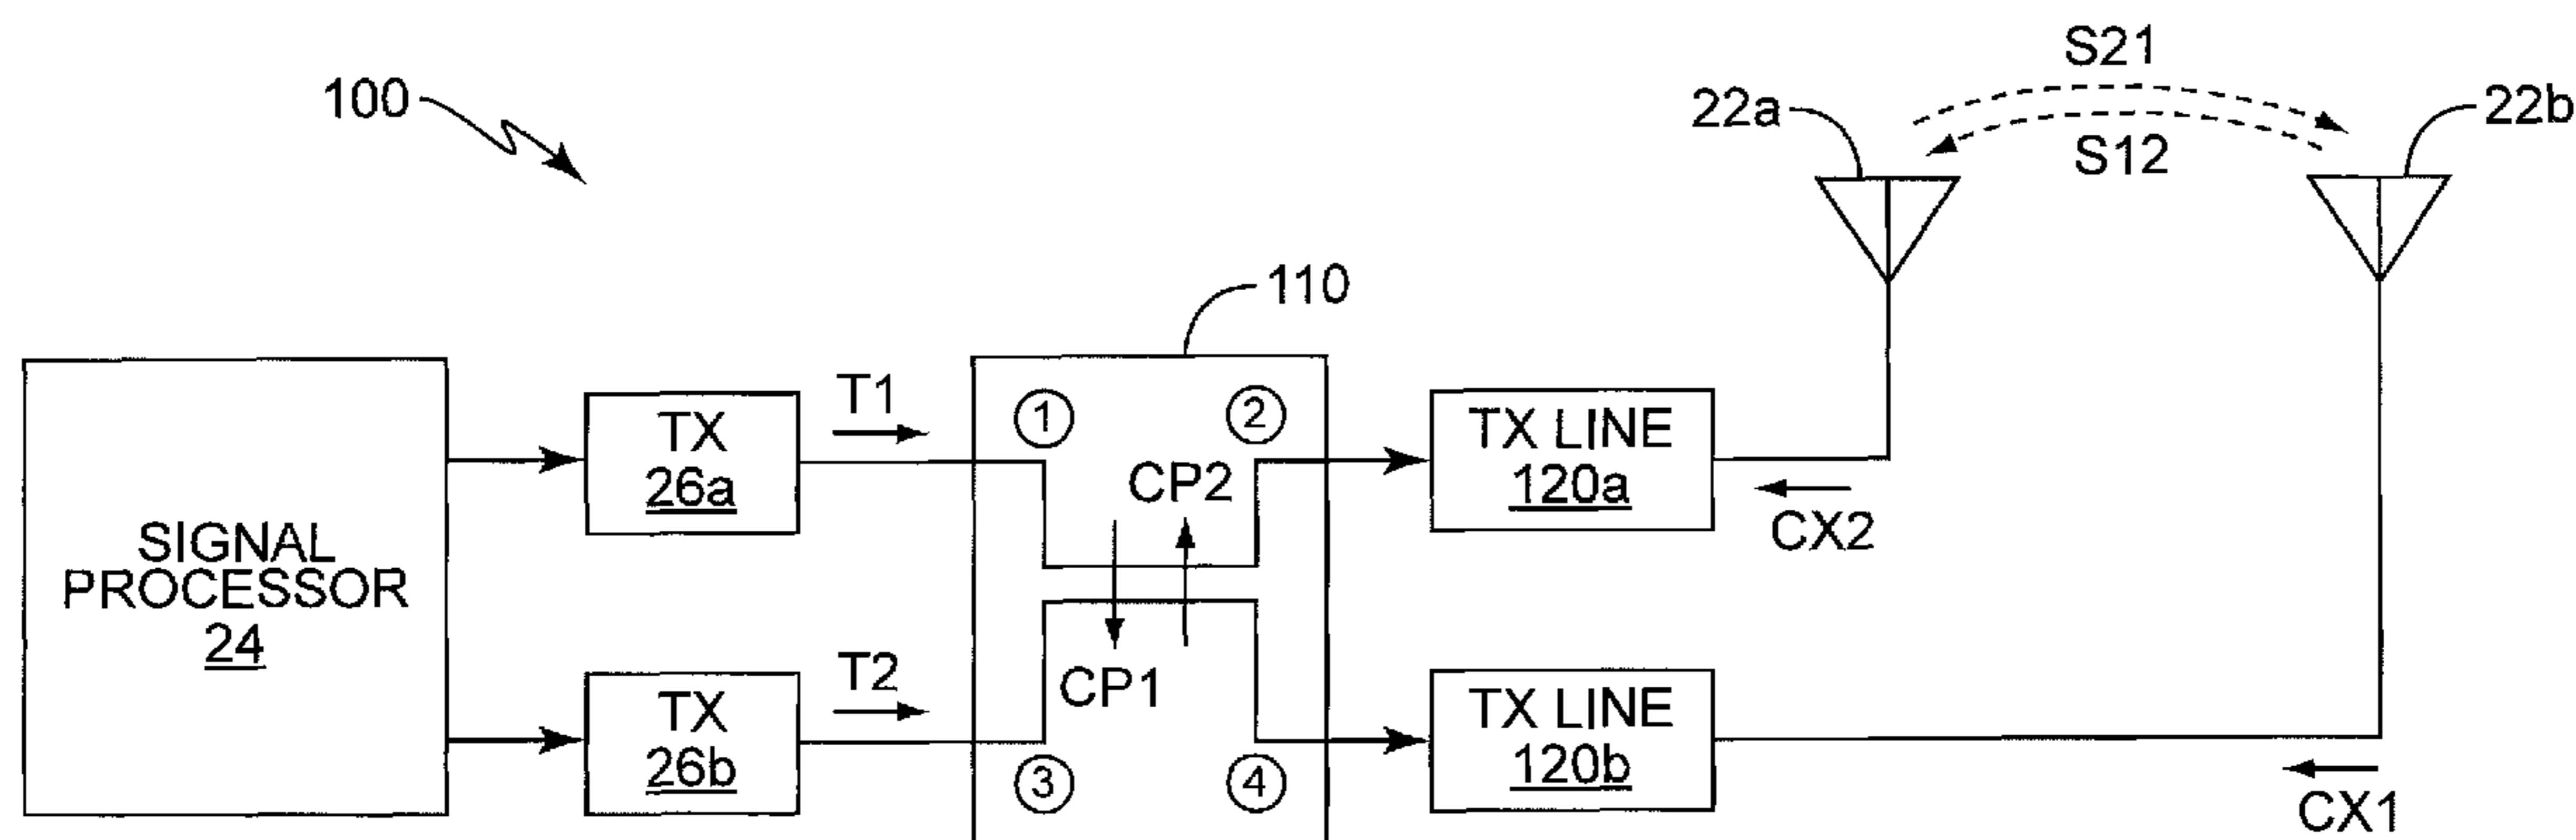 S21
100
22a
22b
S12
110
T1
①
②
TX
26a
TX LINE
120a
CP2
CX2
SIGNAL
PROCESSOR
24
T2
CP1
TX
26b
TX LINE
120b
③
④
CX1